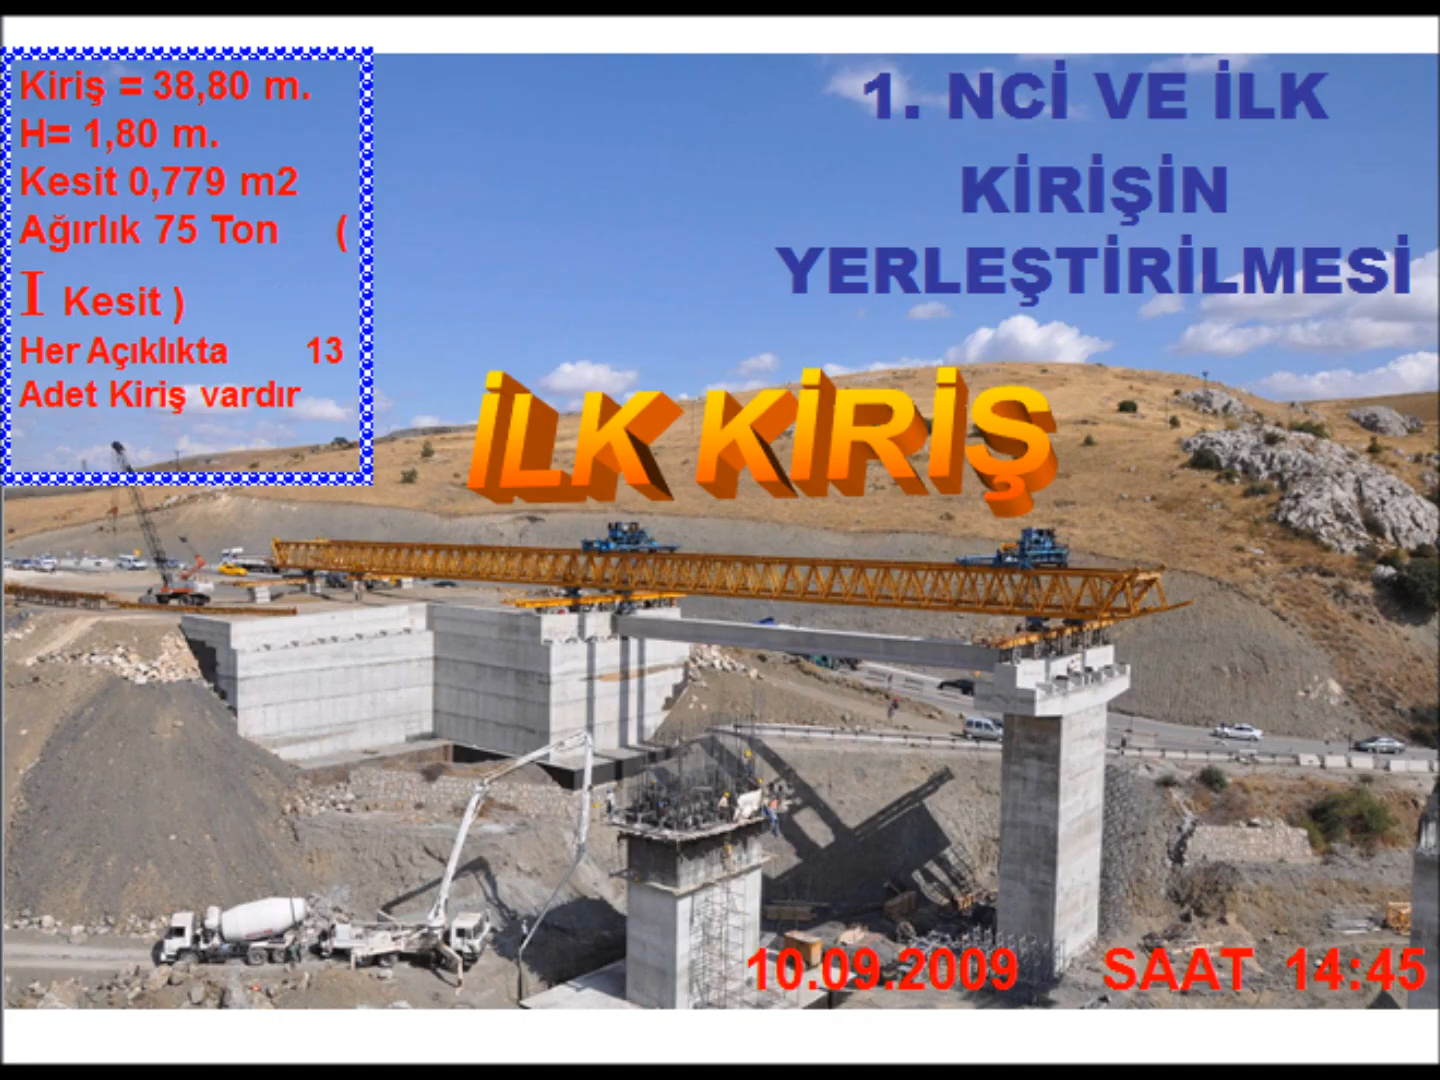 Kiriş = 38,80 m.
H= 1,80 m.
Kesit 0,779 m2
Ağırlık 75 Ton (
I Kesit )
Her Açıklıkta 13
Adet Kiriş vardır
1. NCİ VE İLK
KİRİŞİN
YERLEŞTİRİLMESİ
İLK KİRİŞ
10.09.2009 SAAT 14:45